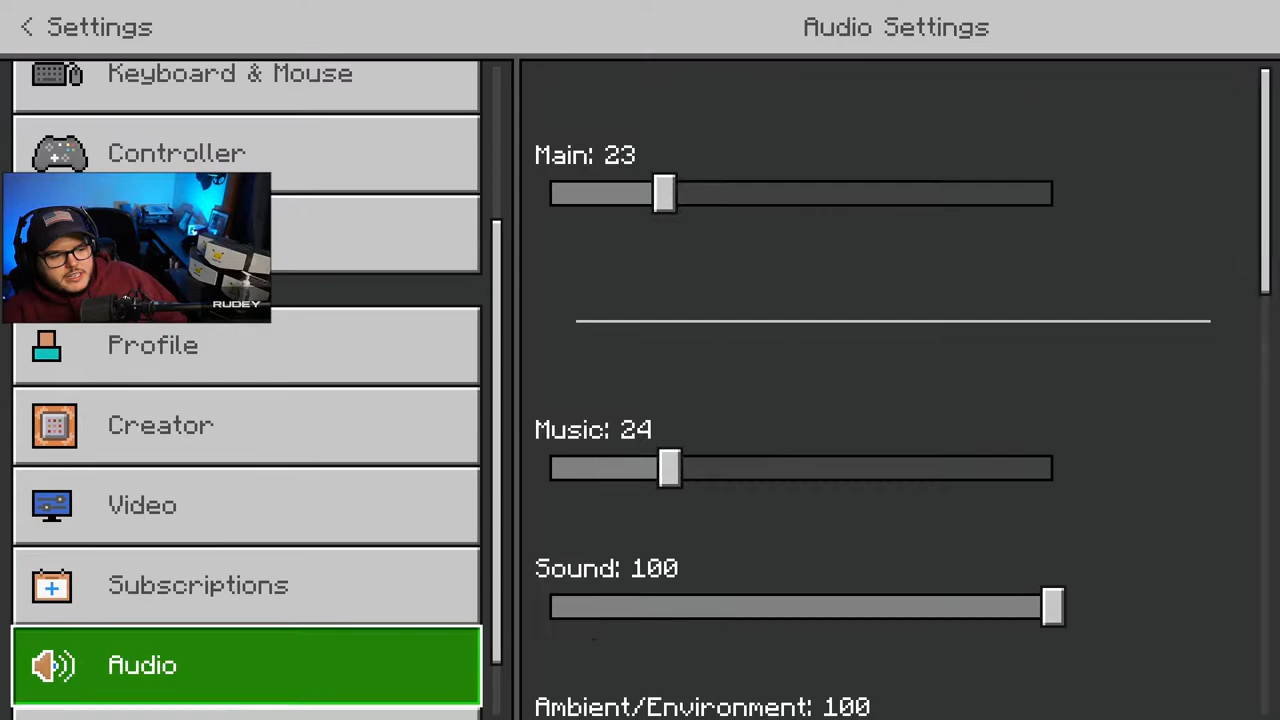 Settings
Audio Settings
Keyboard & Mouse
Controller
RUDEY
Profile
Creator
Video
Subscriptions
Audio
Main: 23
Music: 24
Sound: 100
Ambient/Environment: 100